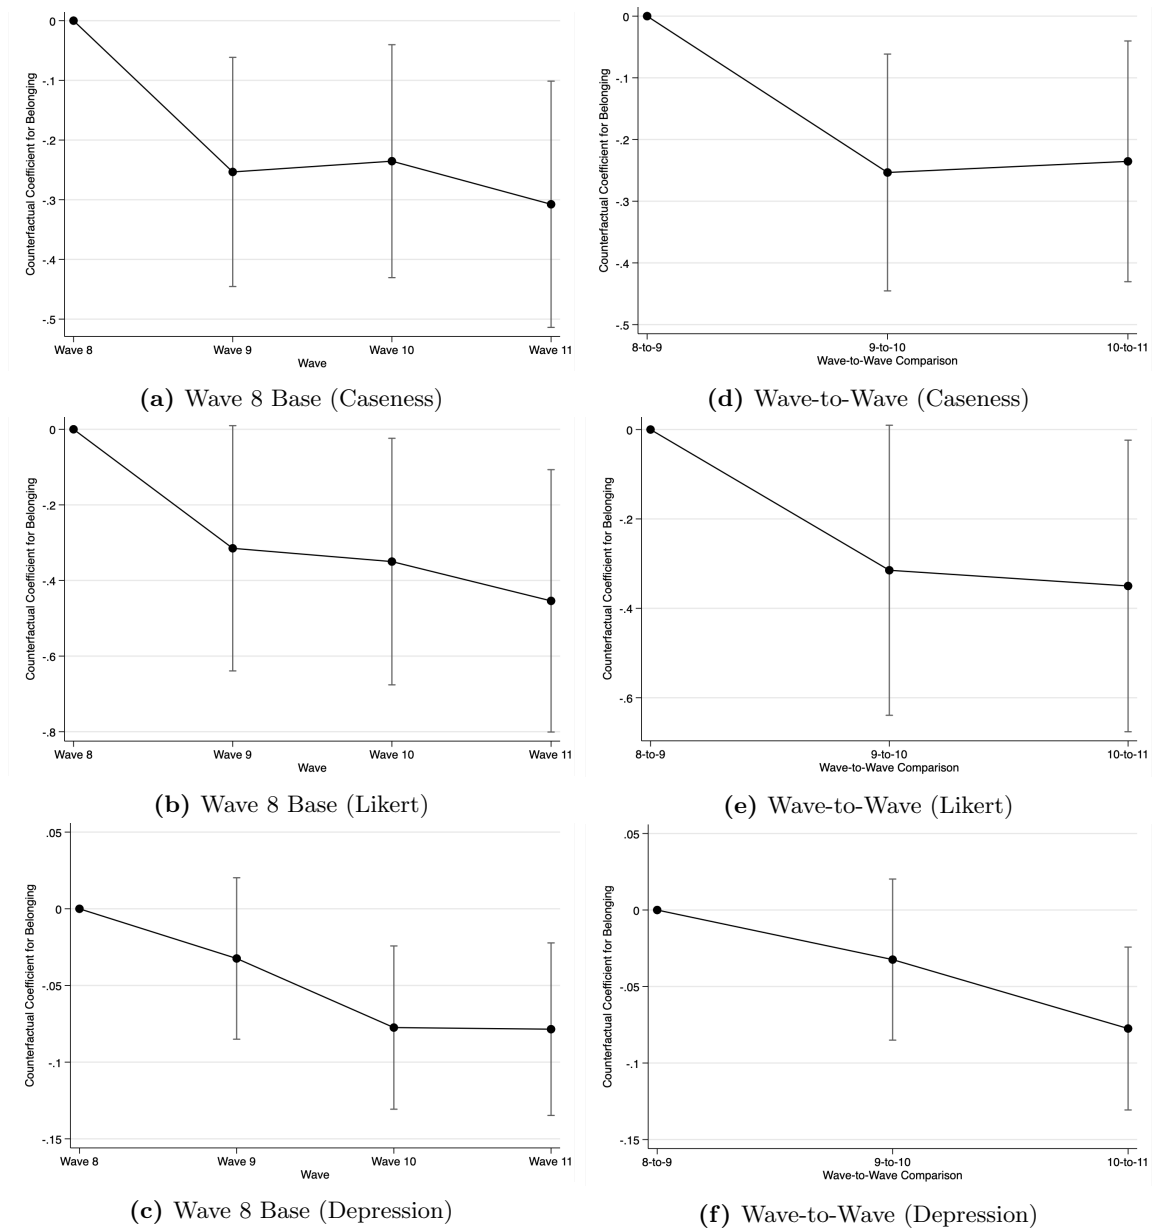 0
-.1
-.2
-.3
-.4
-.5
Counterfactual Coefficient for Belonging
Wave 8 Wave 9 Wave 10 Wave 11
Wave
(a) Wave 8 Base (Caseness)
0
-.1
-.2
-.3
-.4
-.5
Counterfactual Coefficient for Belonging
8-to-9 9-to-10 10-to-11
Wave-to-Wave Comparison
(d) Wave-to-Wave (Caseness)
0
-.2
-.4
-.6
-.8
Counterfactual Coefficient for Belonging
Wave 8 Wave 9 Wave 10 Wave 11
Wave
(b) Wave 8 Base (Likert)
0
-.2
-.4
-.6
Counterfactual Coefficient for Belonging
8-to-9 9-to-10 10-to-11
Wave-to-Wave Comparison
(e) Wave-to-Wave (Likert)
.05
0
-.05
-.1
-.15
Counterfactual Coefficient for Belonging
Wave 8 Wave 9 Wave 10 Wave 11
Wave
(c) Wave 8 Base (Depression)
.05
0
-.05
-.1
-.15
Counterfactual Coefficient for Belonging
8-to-9 9-to-10 10-to-11
Wave-to-Wave Comparison
(f) Wave-to-Wave (Depression)